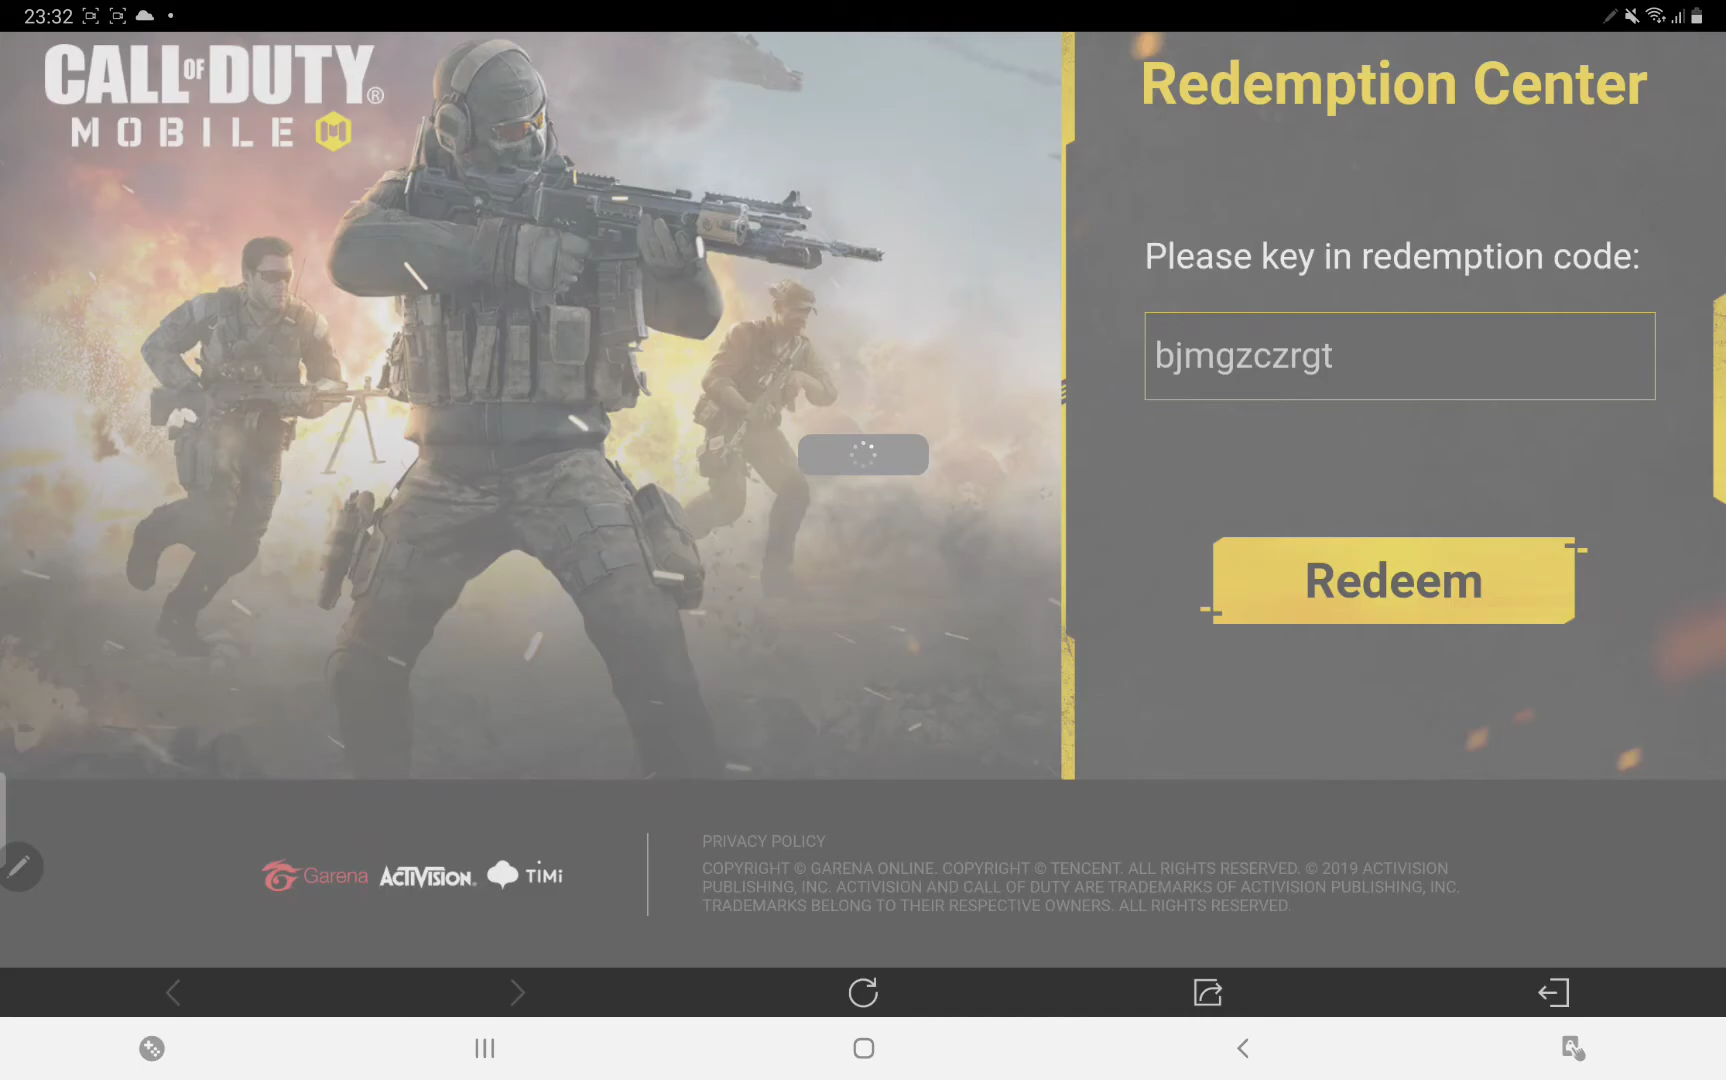 23:32
CALL OF DUTY®
MOBILE
Redemption Center
Please key in redemption code:
bjmgzczrgt
Redeem
Garena ACTIVISION. TiMi
PRIVACY POLICY
COPYRIGHT © GARENA ONLINE. COPYRIGHT © TENCENT. ALL RIGHTS RESERVED. © 2019 ACTIVISION
PUBLISHING, INC. ACTIVISION AND CALL OF DUTY ARE TRADEMARKS OF ACTIVISION PUBLISHING, INC.
TRADEMARKS BELONG TO THEIR RESPECTIVE OWNERS. ALL RIGHTS RESERVED.